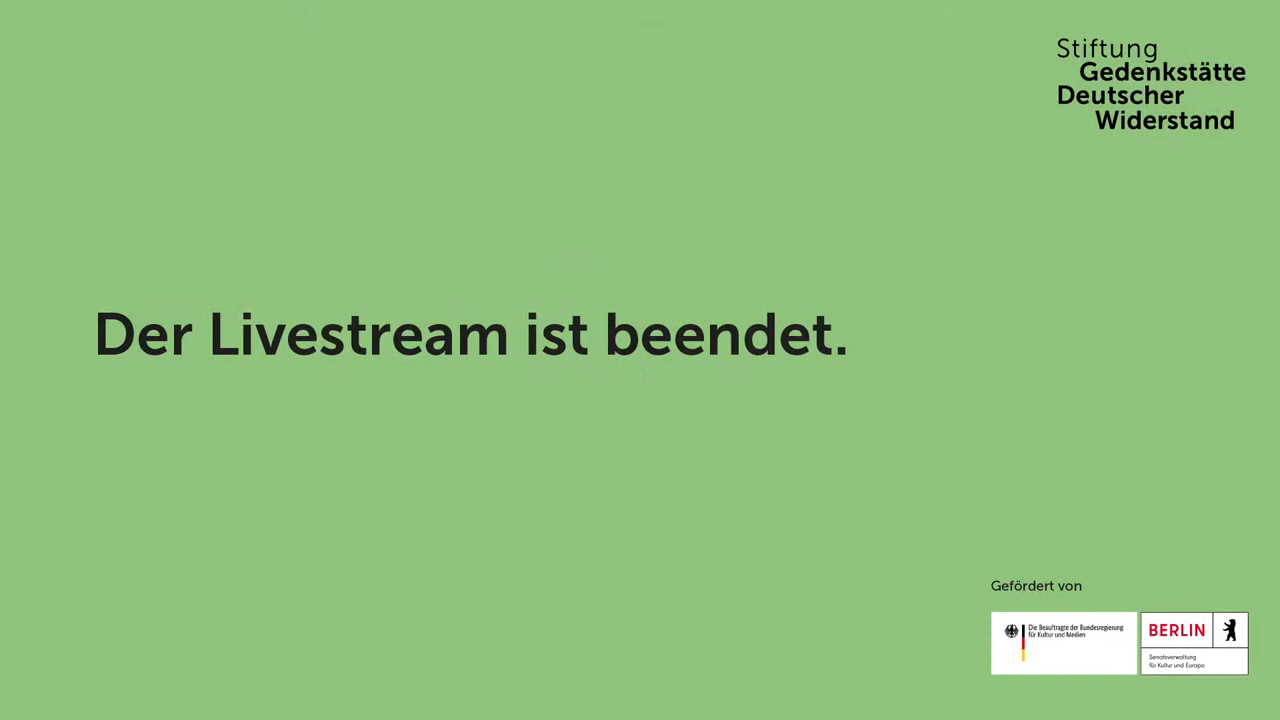 Stiftung
Gedenkstätte
Deutscher
Widerstand
Der Livestream ist beendet.
Gefördert von
Die Beauftragte der Bundesregierung
für Kultur und Medien
BERLIN
Senatsverwaltung
für Kultur und Europa